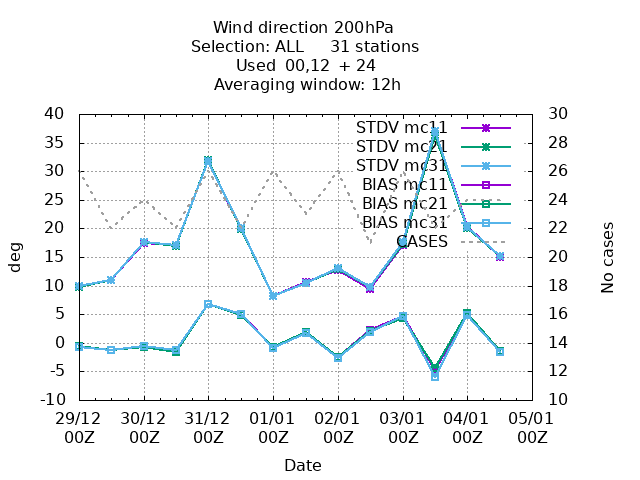 Wind direction 200hPa
Selection: ALL 31 stations
Used 00,12 + 24
Averaging window: 12h
40 30
35 28
30 26
25 24
20 22
15 20
10 18
5 16
0 14
-5 12
-10 10
deg
No cases
STDV mc11
STDV mc21
STDV mc31
BIAS mc11
BIAS mc21
BIAS mc31
CASES
29/12 30/12 31/12 01/01 02/01 03/01 04/01 05/01
00Z 00Z 00Z 00Z 00Z 00Z 00Z 00Z
Date